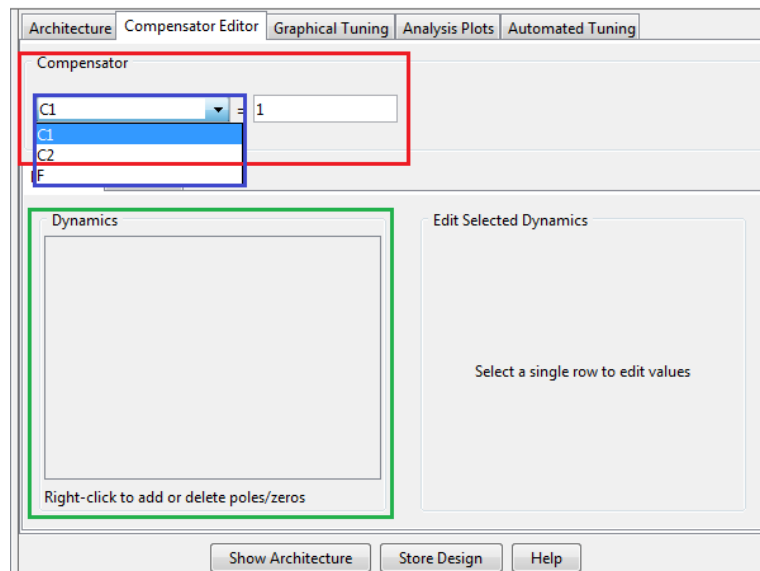 Architecture Compensator Editor Graphical Tuning Analysis Plots Automated Tuning
Compensator
C1 = 1
C1
C2
F
Dynamics
Edit Selected Dynamics
Select a single row to edit values
Right-click to add or delete poles/zeros
Show Architecture Store Design Help